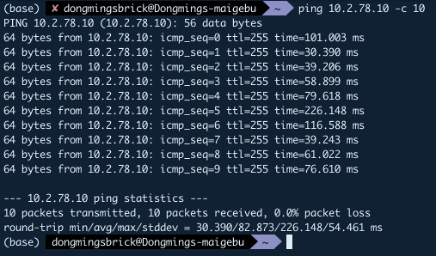 (base) ✘ dongmingsbrick@Dongmings-maigebu ~ ping 10.2.78.10 -c 10
PING 10.2.78.10 (10.2.78.10): 56 data bytes
64 bytes from 10.2.78.10: icmp_seq=0 ttl=255 time=101.003 ms
64 bytes from 10.2.78.10: icmp_seq=1 ttl=255 time=30.390 ms
64 bytes from 10.2.78.10: icmp_seq=2 ttl=255 time=39.206 ms
64 bytes from 10.2.78.10: icmp_seq=3 ttl=255 time=58.899 ms
64 bytes from 10.2.78.10: icmp_seq=4 ttl=255 time=79.618 ms
64 bytes from 10.2.78.10: icmp_seq=5 ttl=255 time=226.148 ms
64 bytes from 10.2.78.10: icmp_seq=6 ttl=255 time=116.588 ms
64 bytes from 10.2.78.10: icmp_seq=7 ttl=255 time=39.243 ms
64 bytes from 10.2.78.10: icmp_seq=8 ttl=255 time=61.022 ms
64 bytes from 10.2.78.10: icmp_seq=9 ttl=255 time=76.610 ms
--- 10.2.78.10 ping statistics ---
10 packets transmitted, 10 packets received, 0.0% packet loss
round-trip min/avg/max/stddev = 30.390/82.873/226.148/54.461 ms
(base) dongmingsbrick@Dongmings-maigebu ~